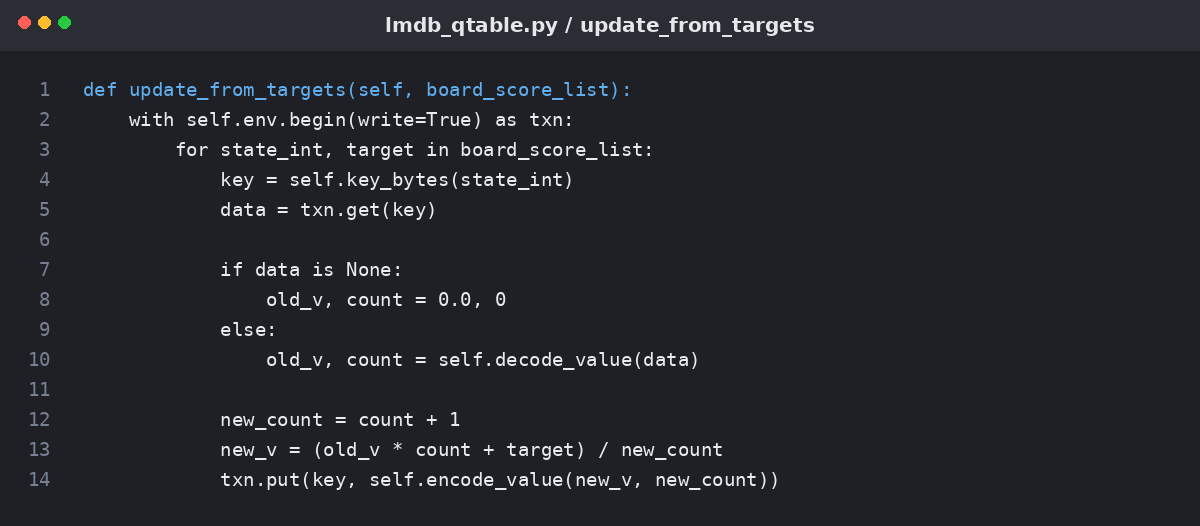 lmdb_qtable.py / update_from_targets
1 def update_from_targets(self, board_score_list):
2     with self.env.begin(write=True) as txn:
3         for state_int, target in board_score_list:
4             key = self.key_bytes(state_int)
5             data = txn.get(key)
6
7             if data is None:
8                 old_v, count = 0.0, 0
9             else:
10                 old_v, count = self.decode_value(data)
11
12             new_count = count + 1
13             new_v = (old_v * count + target) / new_count
14             txn.put(key, self.encode_value(new_v, new_count))